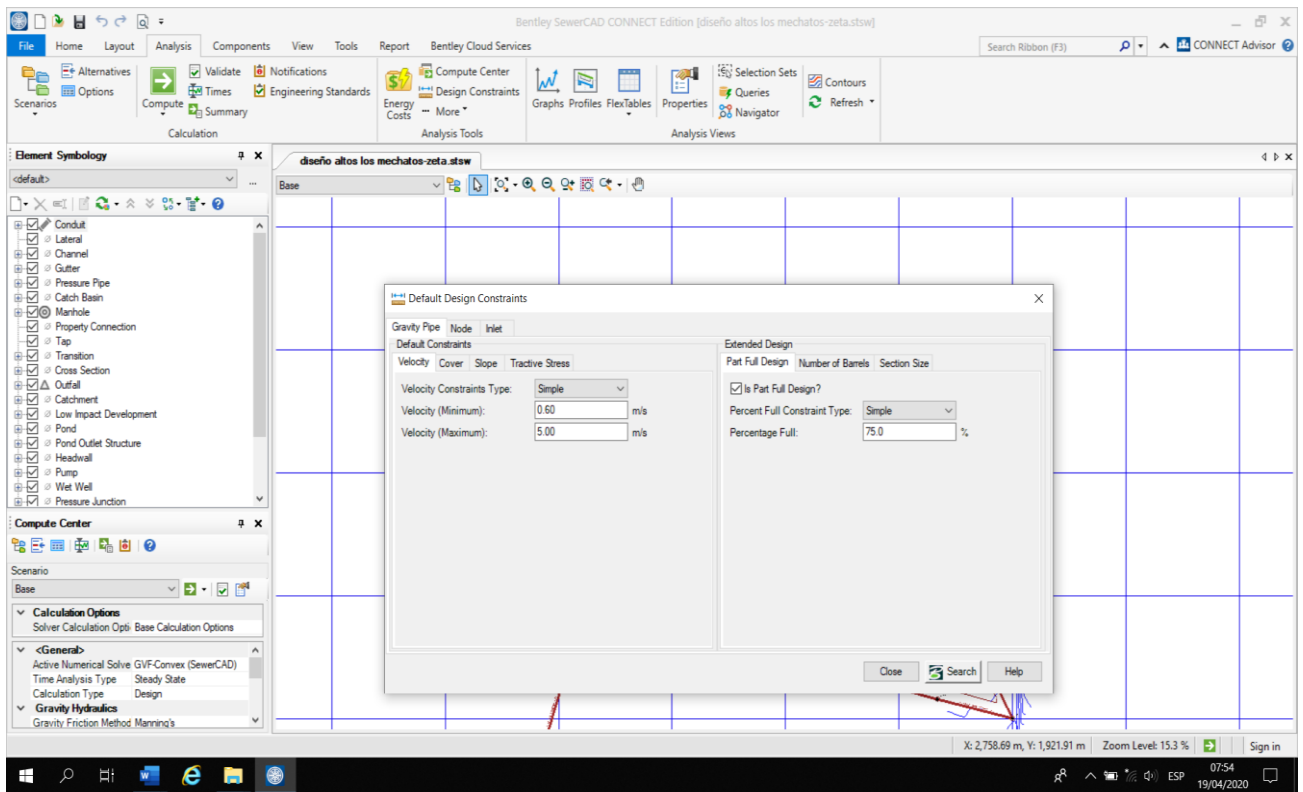 Bentley SewerCAD CONNECT Edition [diseño altos los mechatos-zeta.stsw]
File Home Layout Analysis Components View Tools Report Bentley Cloud Services Search Ribbon (F3) CONNECT Advisor
Scenarios Alternatives Options
Compute Validate Times Summary
Notifications Engineering Standards
Calculation
Energy Costs Compute Center Design Constraints More
Analysis Tools
Graphs Profiles FlexTables Properties Selection Sets Queries Navigator Contours Refresh
Analysis Views
Element Symbology
<default>
Conduit
Lateral
Channel
Gutter
Pressure Pipe
Catch Basin
Manhole
Property Connection
Tap
Transition
Cross Section
Outfall
Catchment
Low Impact Development
Pond
Pond Outlet Structure
Headwall
Pump
Wet Well
Pressure Junction
Compute Center
Scenario
Base
Calculation Options
Solver Calculation Opti Base Calculation Options
<General>
Active Numerical Solve GVF-Convex (SewerCAD)
Time Analysis Type Steady State
Calculation Type Design
Gravity Hydraulics
Gravity Friction Method Manning's
diseño altos los mechatos-zeta.stsw
Base
Default Design Constraints
Gravity Pipe Node Inlet
Default Constraints
Velocity Cover Slope Tractive Stress
Velocity Constraints Type: Simple
Velocity (Minimum): 0.60 m/s
Velocity (Maximum): 5.00 m/s
Extended Design
Part Full Design Number of Barrels Section Size
Is Part Full Design?
Percent Full Constraint Type: Simple
Percentage Full: 75.0 %
Close Search Help
X: 2,758.69 m, Y: 1,921.91 m Zoom Level: 15.3 % Sign in
ESP
07:54
19/04/2020